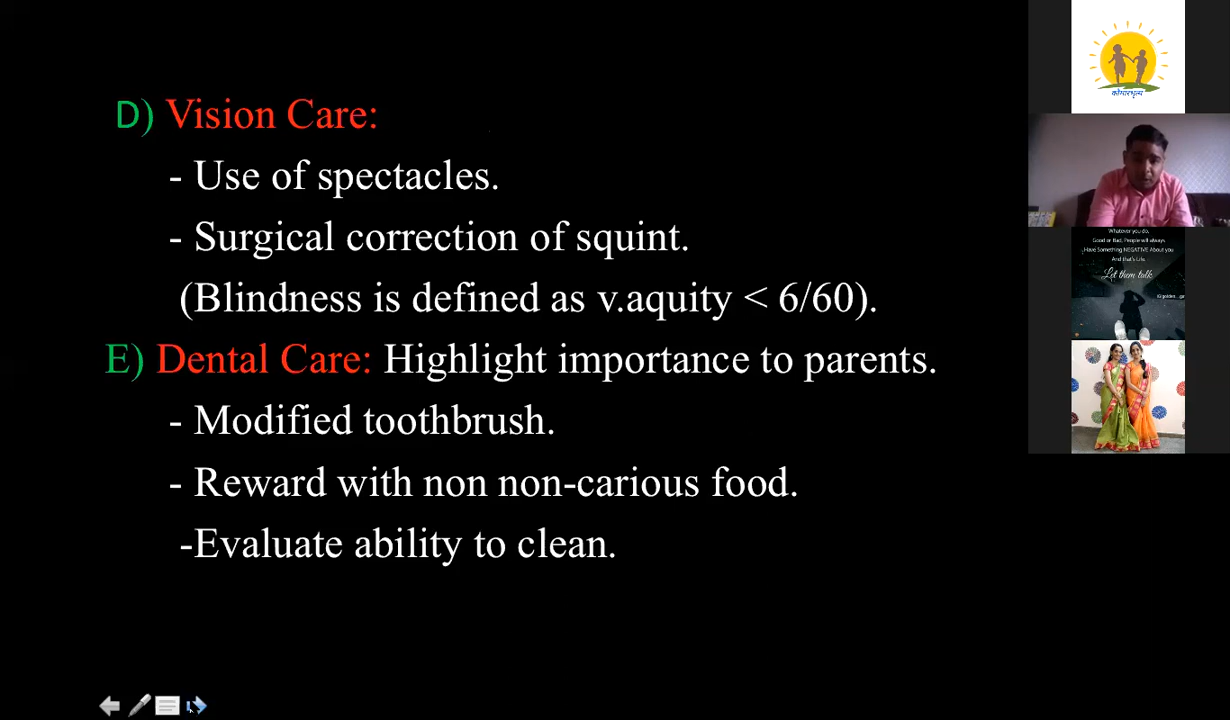 D) Vision Care:
- Use of spectacles.
- Surgical correction of squint.
(Blindness is defined as v.aquity < 6/60).
E) Dental Care: Highlight importance to parents.
- Modified toothbrush.
- Reward with non non-carious food.
-Evaluate ability to clean.
कौमारभृत्य
Whatever you do,
Good or Bad, People will always
Have Something NEGATIVE About you
And that's Life
Let them talk